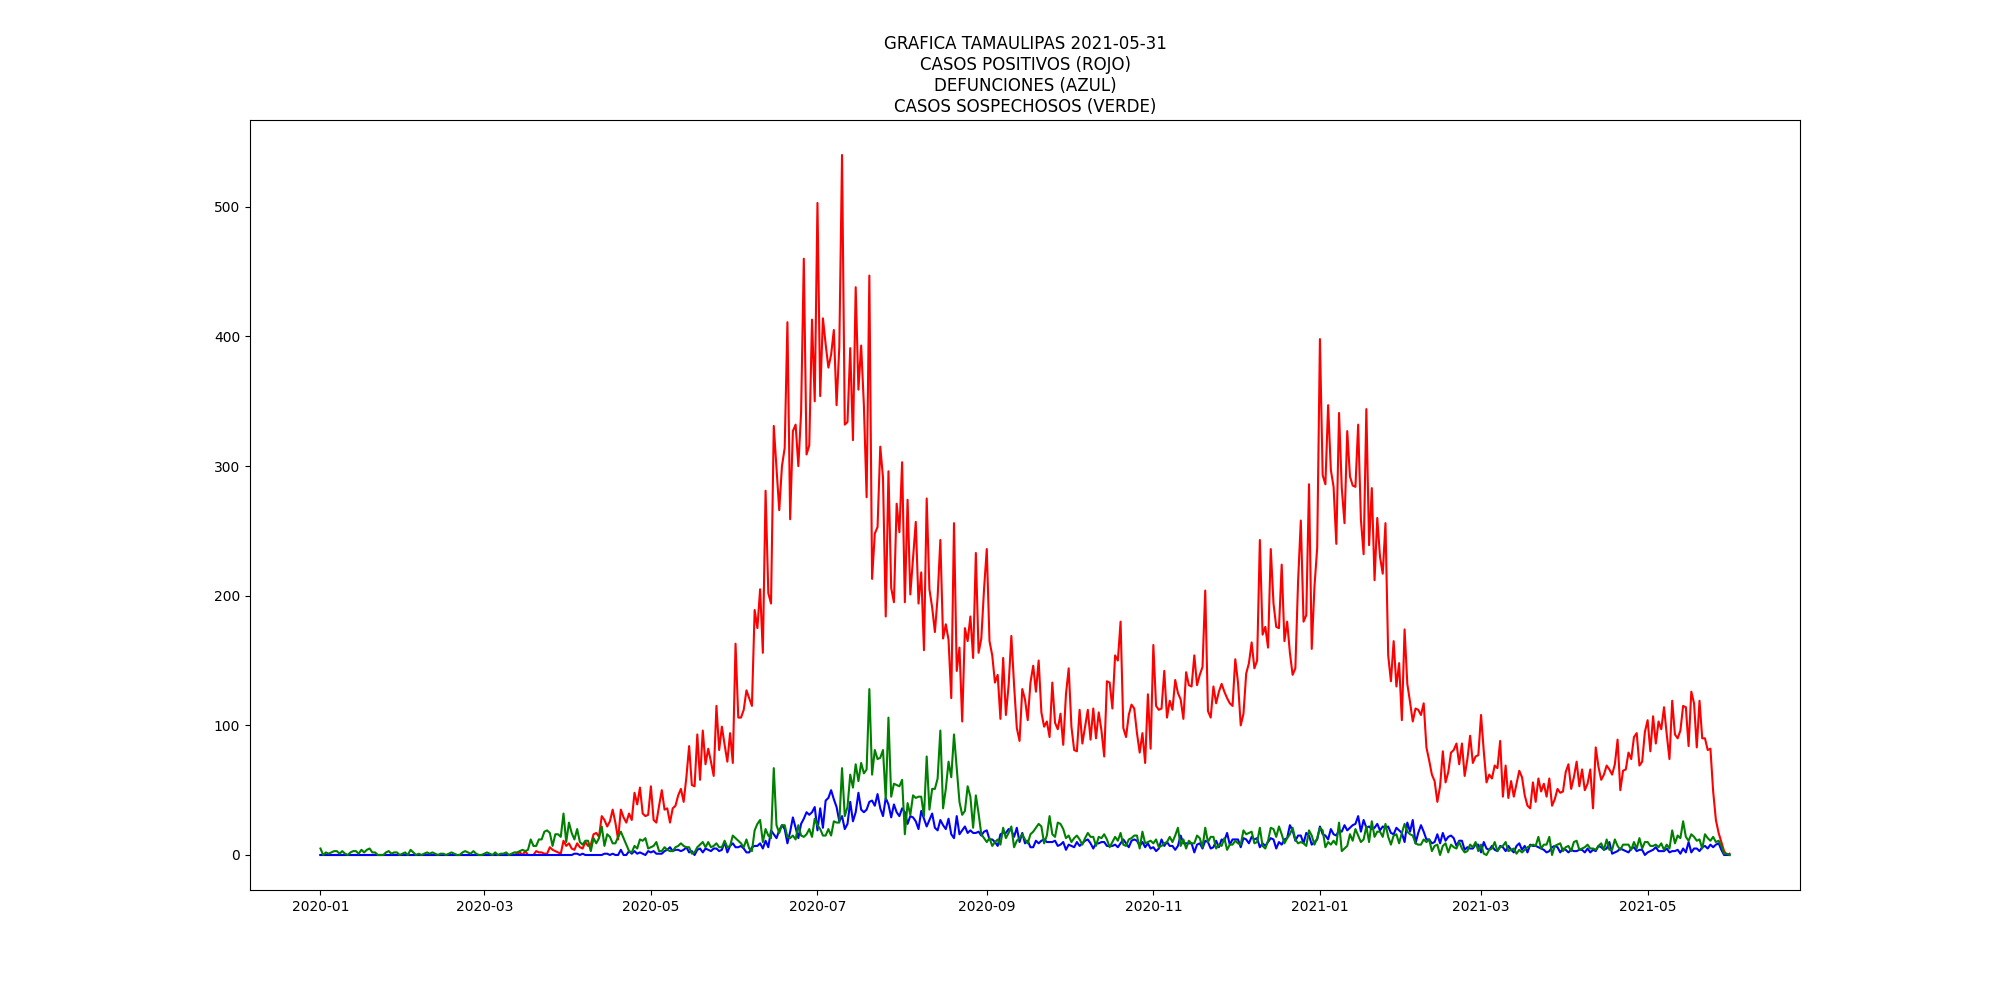 GRAFICA TAMAULIPAS 2021-05-31
CASOS POSITIVOS (ROJO)
DEFUNCIONES (AZUL)
CASOS SOSPECHOSOS (VERDE)
500
400
300
200
100
0
2020-01 2020-03 2020-05 2020-07 2020-09 2020-11 2021-01 2021-03 2021-05